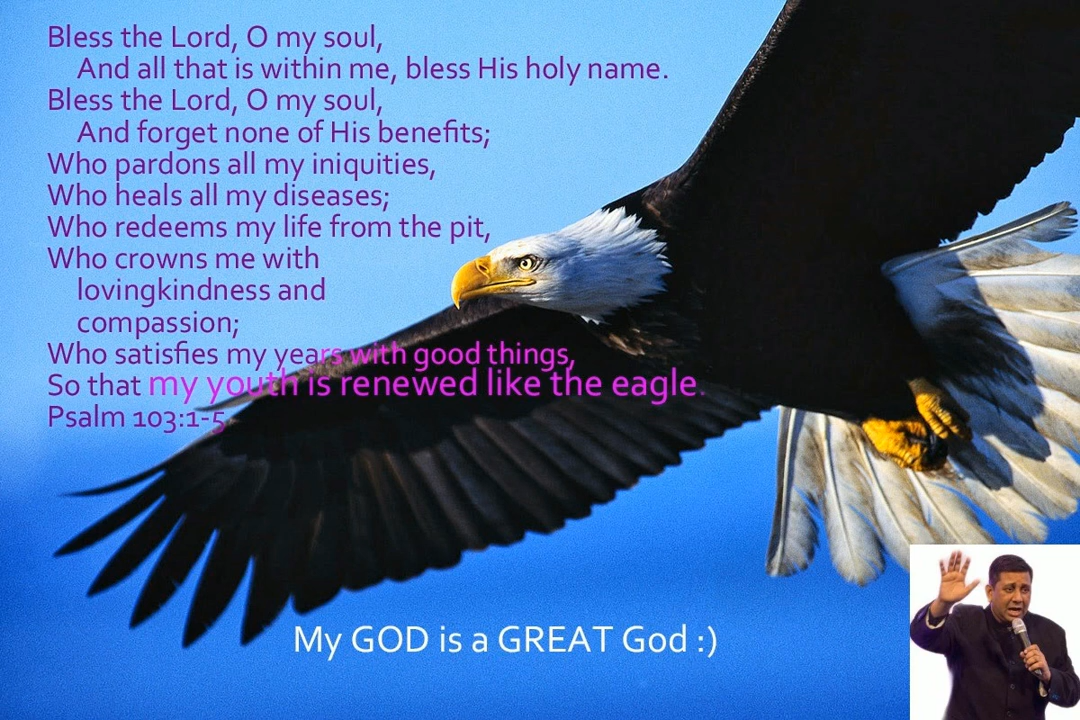 Bless the Lord, O my soul,
And all that is within me, bless His holy name.
Bless the Lord, O my soul,
And forget none of His benefits;
Who pardons all my iniquities,
Who heals all my diseases;
Who redeems my life from the pit,
Who crowns me with
lovingkindness and
compassion;
Who satisfies my years with good things,
So that my youth is renewed like the eagle.
Psalm 103:1-5
My GOD is a GREAT God :)